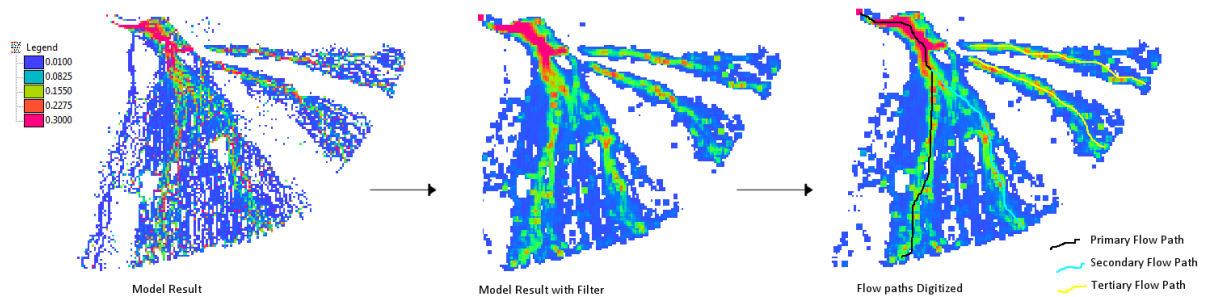 Legend
0.0100
0.0825
0.1550
0.2275
0.3000
Model Result
Model Result with Filter
Flow paths Digitized
Primary Flow Path
Secondary Flow Path
Tertiary Flow Path